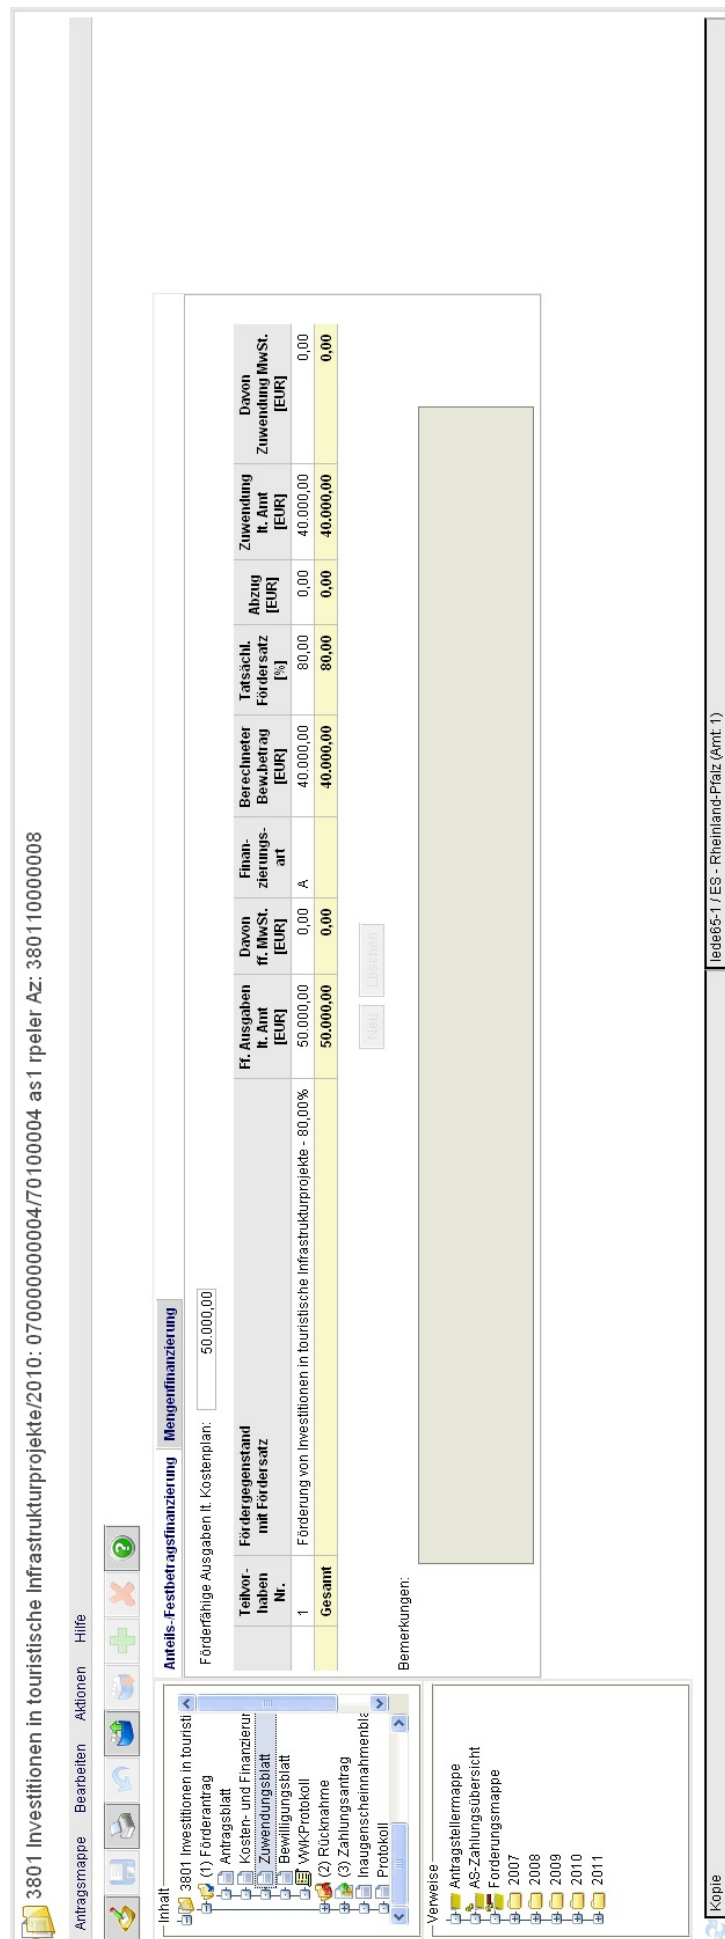 3801 Investitionen in touristische Infrastrukturprojekte/2010: 070000000004/70100004 as1 rpeler Az: 380110000008
Antragsmappe Bearbeiten Aktionen Hilfe
Inhalt
3801 Investitionen in touristi
(1) Förderantrag
Antragsblatt
Kosten- und Finanzierur
Zuwendungsblatt
Bewilligungsblatt
VWKProtokoll
(2) Rücknahme
(3) Zahlungsantrag
Inaugenscheinnahmenbla
Protokoll
Verweise
Antragstellermappe
AS-Zahlungsübersicht
Forderungsmappe
2007
2008
2009
2010
2011
Anteils-/Festbetragsfinanzierung Mengenfinanzierung
Förderfähige Ausgaben lt. Kostenplan: 50.000,00
Teilvor- Fördergegenstand Ff. Ausgaben Davon Finan- Berechneter Tatsächl. Abzug Zuwendung Davon
haben mit Fördersatz lt. Amt ff. MwSt. zierungs- Bew.betrag Fördersatz [EUR] lt. Amt Zuwendung MwSt.
Nr. [EUR] [EUR] art [EUR] [%] [EUR] [EUR]
1 Förderung von Investitionen in touristische Infrastrukturprojekte - 80,00% 50.000,00 0,00 A 40.000,00 80,00 0,00 40.000,00 0,00
Gesamt 50.000,00 0,00 40.000,00 80,00 0,00 40.000,00 0,00
Neu Löschen
Bemerkungen:
Kopie lede65-1 / ES - Rheinland-Pfalz (Amt: 1)